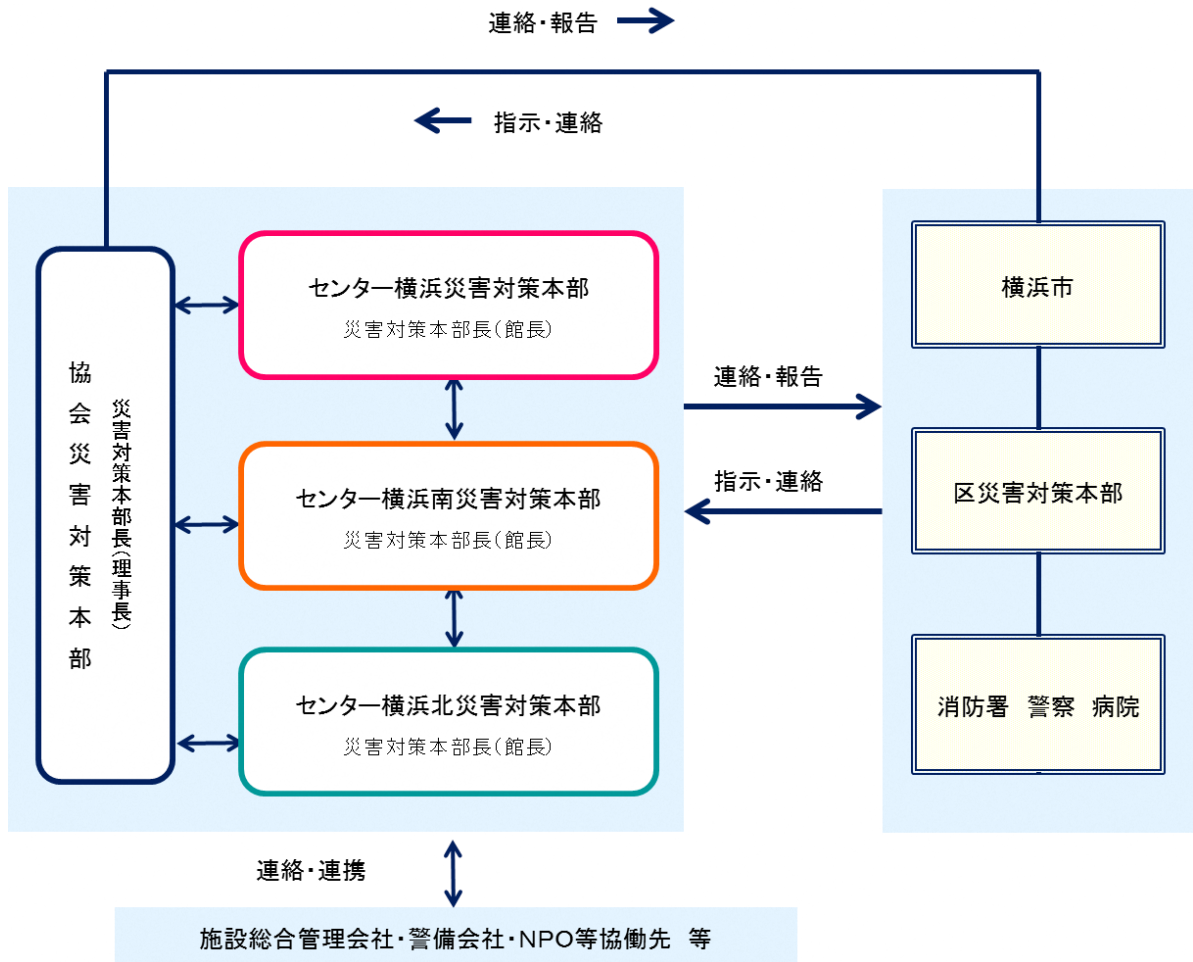 連絡・報告
指示・連絡
協会災害対策本部
災害対策本部長(理事長)
センター横浜災害対策本部
災害対策本部長(館長)
センター横浜南災害対策本部
災害対策本部長(館長)
センター横浜北災害対策本部
災害対策本部長(館長)
連絡・報告
指示・連絡
横浜市
区災害対策本部
消防署 警察 病院
連絡・連携
施設総合管理会社・警備会社・NPO等協働先 等